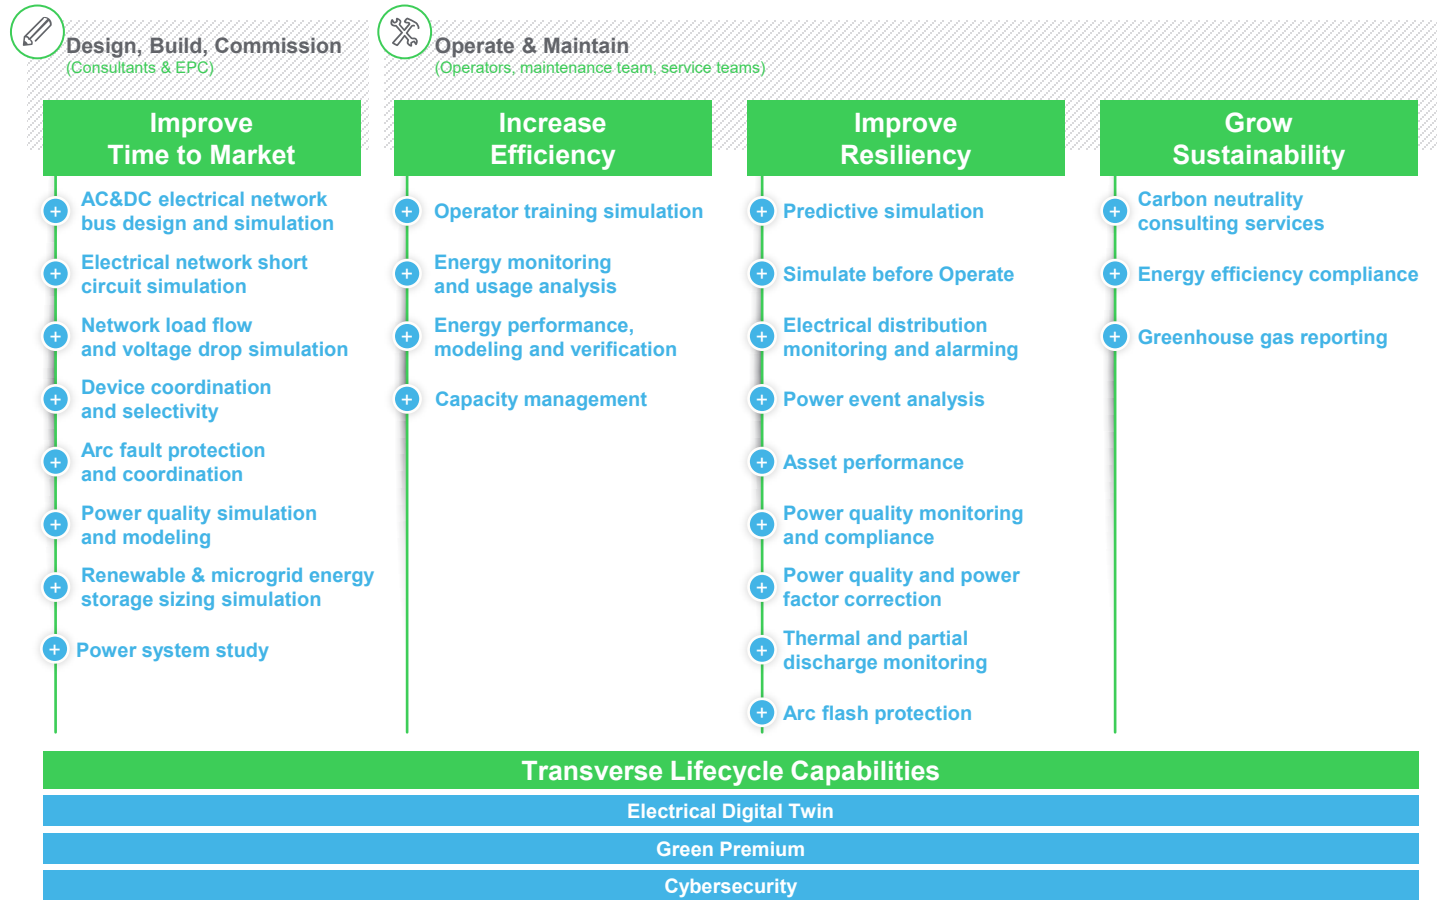 Design, Build, Commission
(Consultants & EPC)
Operate & Maintain
(Operators, maintenance team, service teams)
Improve
Time to Market
AC&DC electrical network
bus design and simulation
Electrical network short
circuit simulation
Network load flow
and voltage drop simulation
Device coordination
and selectivity
Arc fault protection
and coordination
Power quality simulation
and modeling
Renewable & microgrid energy
storage sizing simulation
Power system study
Increase
Efficiency
Operator training simulation
Energy monitoring
and usage analysis
Energy performance,
modeling and verification
Capacity management
Improve
Resiliency
Predictive simulation
Simulate before Operate
Electrical distribution
monitoring and alarming
Power event analysis
Asset performance
Power quality monitoring
and compliance
Power quality and power
factor correction
Thermal and partial
discharge monitoring
Arc flash protection
Grow
Sustainability
Carbon neutrality
consulting services
Energy efficiency compliance
Greenhouse gas reporting
Transverse Lifecycle Capabilities
Electrical Digital Twin
Green Premium
Cybersecurity